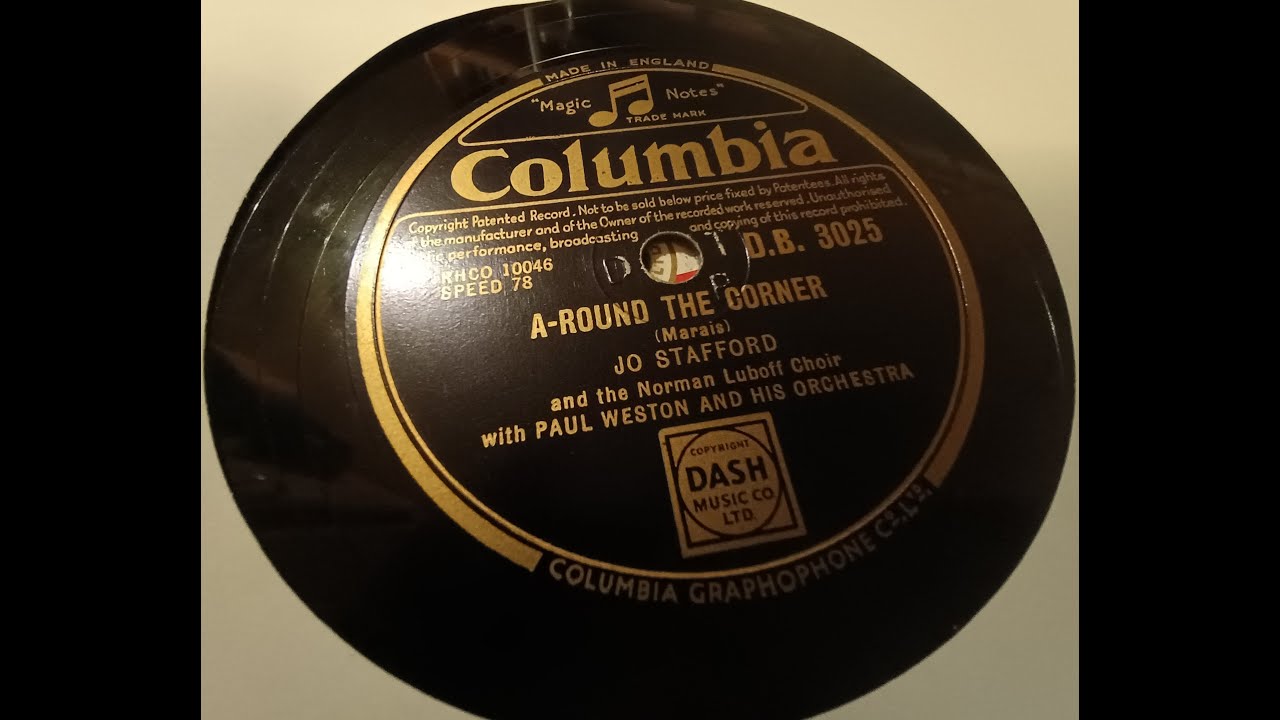 MADE IN ENGLAND
"Magic Notes"
TRADE MARK
Columbia
Copyright Patented Record. Not to be sold below price fixed by Patentees. All rights
of the manufacturer and of the Owner of the recorded work reserved. Unauthorised
performance, broadcasting and copying of this record prohibited.
RHCO 10046
SPEED 78
D.B. 3025
A-ROUND THE CORNER
(Marais)
JO STAFFORD
and the Norman Luboff Choir
with PAUL WESTON AND HIS ORCHESTRA
COPYRIGHT
DASH
MUSIC CO
LTD.
COLUMBIA GRAPHOPHONE CO. LTD.